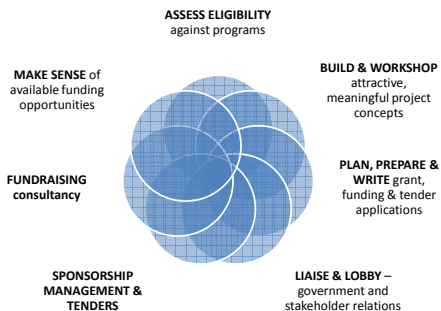 ASSESS ELIGIBILITY
against programs
BUILD & WORKSHOP
attractive,
meaningful project
concepts
PLAN, PREPARE &
WRITE grant,
funding & tender
applications
LIAISE & LOBBY –
government and
stakeholder relations
SPONSORSHIP
MANAGEMENT &
TENDERS
FUNDRAISING
consultancy
MAKE SENSE of
available funding
opportunities